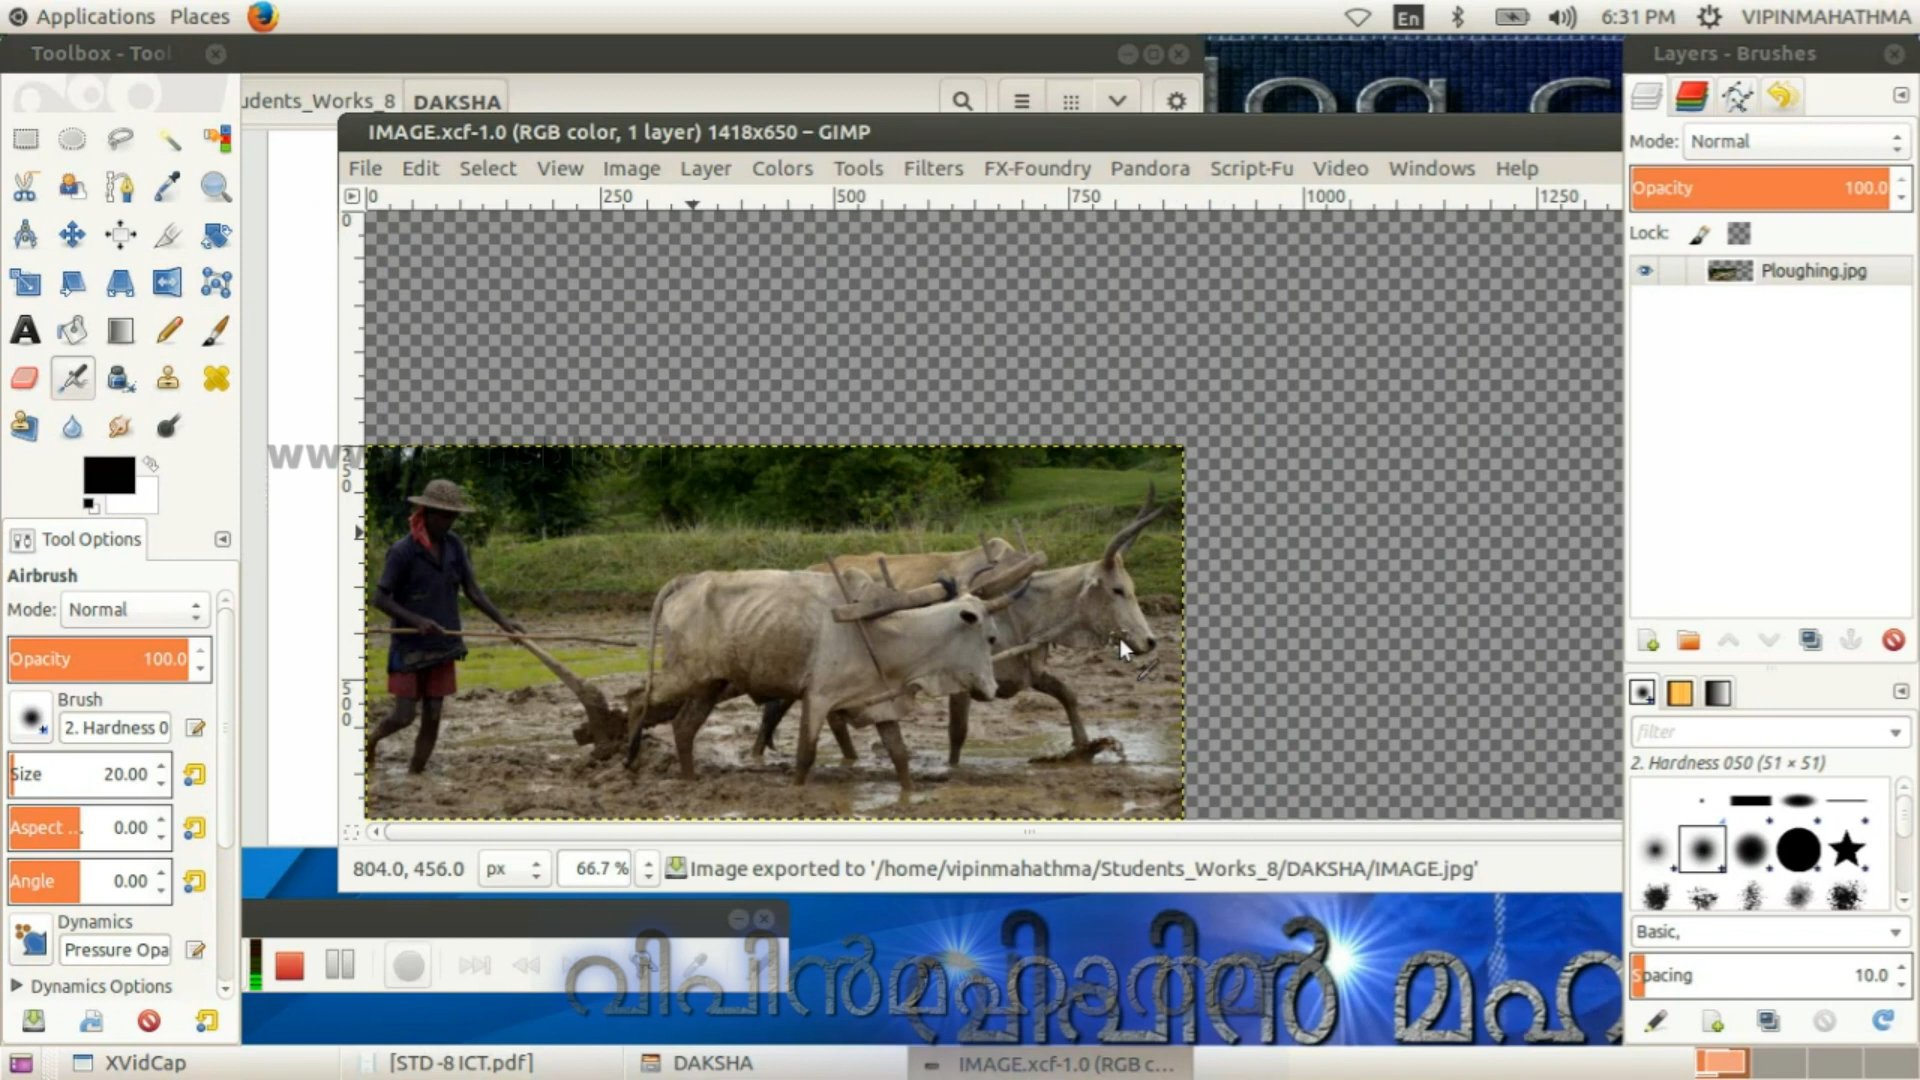 Applications Places
En 6:31 PM VIPINMAHATHMA
Toolbox - Tool
Layers - Brushes
udents_Works_8 DAKSHA
IMAGE.xcf-1.0 (RGB color, 1 layer) 1418x650 – GIMP
File Edit Select View Image Layer Colors Tools Filters FX-Foundry Pandora Script-Fu Video Windows Help
0 250 500 750 1000 1250
0
250
500
Mode: Normal
Opacity 100.0
Lock:
Ploughing.jpg
Tool Options
Airbrush
Mode: Normal
Opacity 100.0
Brush
2. Hardness 0
Size 20.00
Aspect ... 0.00
Angle 0.00
Dynamics
Pressure Opa
Dynamics Options
filter
2. Hardness 050 (51 × 51)
Basic,
Spacing 10.0
804.0, 456.0 px 66.7 % Image exported to '/home/vipinmahathma/Students_Works_8/DAKSHA/IMAGE.jpg'
വിപിൻമഹാത്മ
XVidCap [STD -8 ICT.pdf] DAKSHA IMAGE.xcf-1.0 (RGB c...